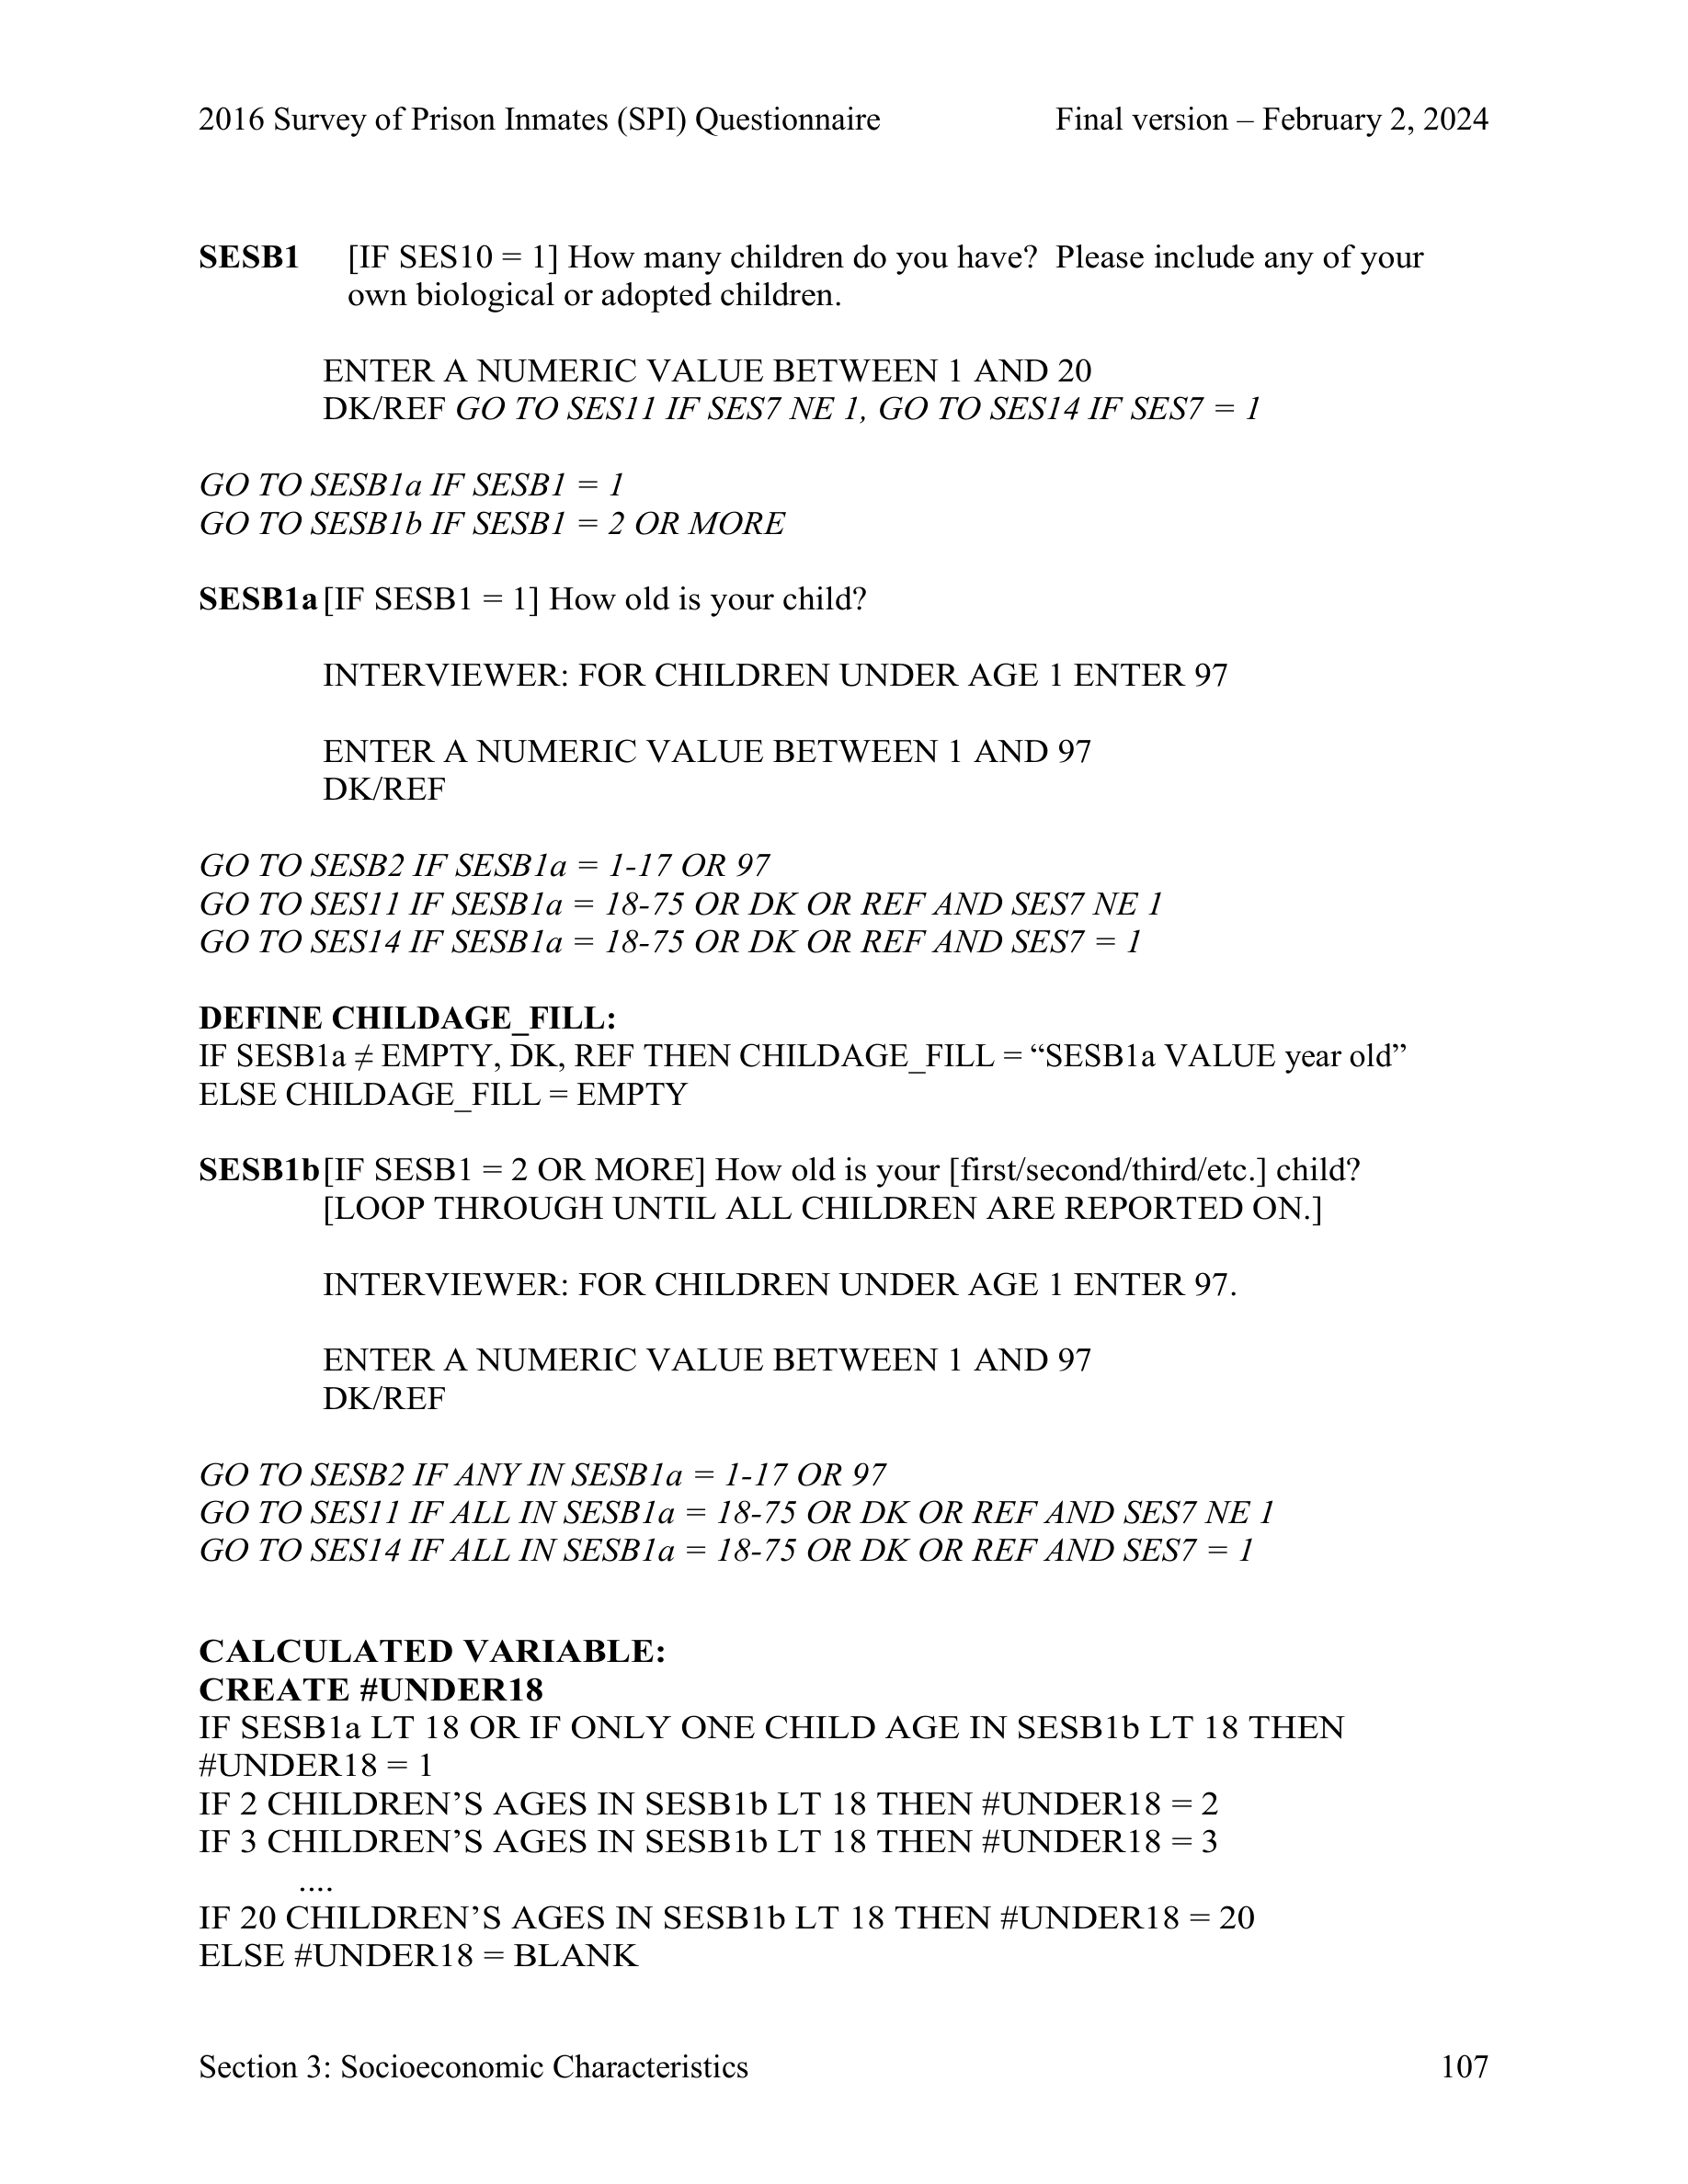 2016 Survey of Prison Inmates (SPI) Questionnaire Final version – February 2, 2024
SESB1 [IF SES10 = 1] How many children do you have? Please include any of your
own biological or adopted children.
ENTER A NUMERIC VALUE BETWEEN 1 AND 20
DK/REF GO TO SES11 IF SES7 NE 1, GO TO SES14 IF SES7 = 1
GO TO SESB1a IF SESB1 = 1
GO TO SESB1b IF SESB1 = 2 OR MORE
SESB1a [IF SESB1 = 1] How old is your child?
INTERVIEWER: FOR CHILDREN UNDER AGE 1 ENTER 97
ENTER A NUMERIC VALUE BETWEEN 1 AND 97
DK/REF
GO TO SESB2 IF SESB1a = 1-17 OR 97
GO TO SES11 IF SESB1a = 18-75 OR DK OR REF AND SES7 NE 1
GO TO SES14 IF SESB1a = 18-75 OR DK OR REF AND SES7 = 1
DEFINE CHILDAGE_FILL:
IF SESB1a ≠ EMPTY, DK, REF THEN CHILDAGE_FILL = “SESB1a VALUE year old”
ELSE CHILDAGE_FILL = EMPTY
SESB1b [IF SESB1 = 2 OR MORE] How old is your [first/second/third/etc.] child?
[LOOP THROUGH UNTIL ALL CHILDREN ARE REPORTED ON.]
INTERVIEWER: FOR CHILDREN UNDER AGE 1 ENTER 97.
ENTER A NUMERIC VALUE BETWEEN 1 AND 97
DK/REF
GO TO SESB2 IF ANY IN SESB1a = 1-17 OR 97
GO TO SES11 IF ALL IN SESB1a = 18-75 OR DK OR REF AND SES7 NE 1
GO TO SES14 IF ALL IN SESB1a = 18-75 OR DK OR REF AND SES7 = 1
CALCULATED VARIABLE:
CREATE #UNDER18
IF SESB1a LT 18 OR IF ONLY ONE CHILD AGE IN SESB1b LT 18 THEN
#UNDER18 = 1
IF 2 CHILDREN’S AGES IN SESB1b LT 18 THEN #UNDER18 = 2
IF 3 CHILDREN’S AGES IN SESB1b LT 18 THEN #UNDER18 = 3
....
IF 20 CHILDREN’S AGES IN SESB1b LT 18 THEN #UNDER18 = 20
ELSE #UNDER18 = BLANK
Section 3: Socioeconomic Characteristics 107